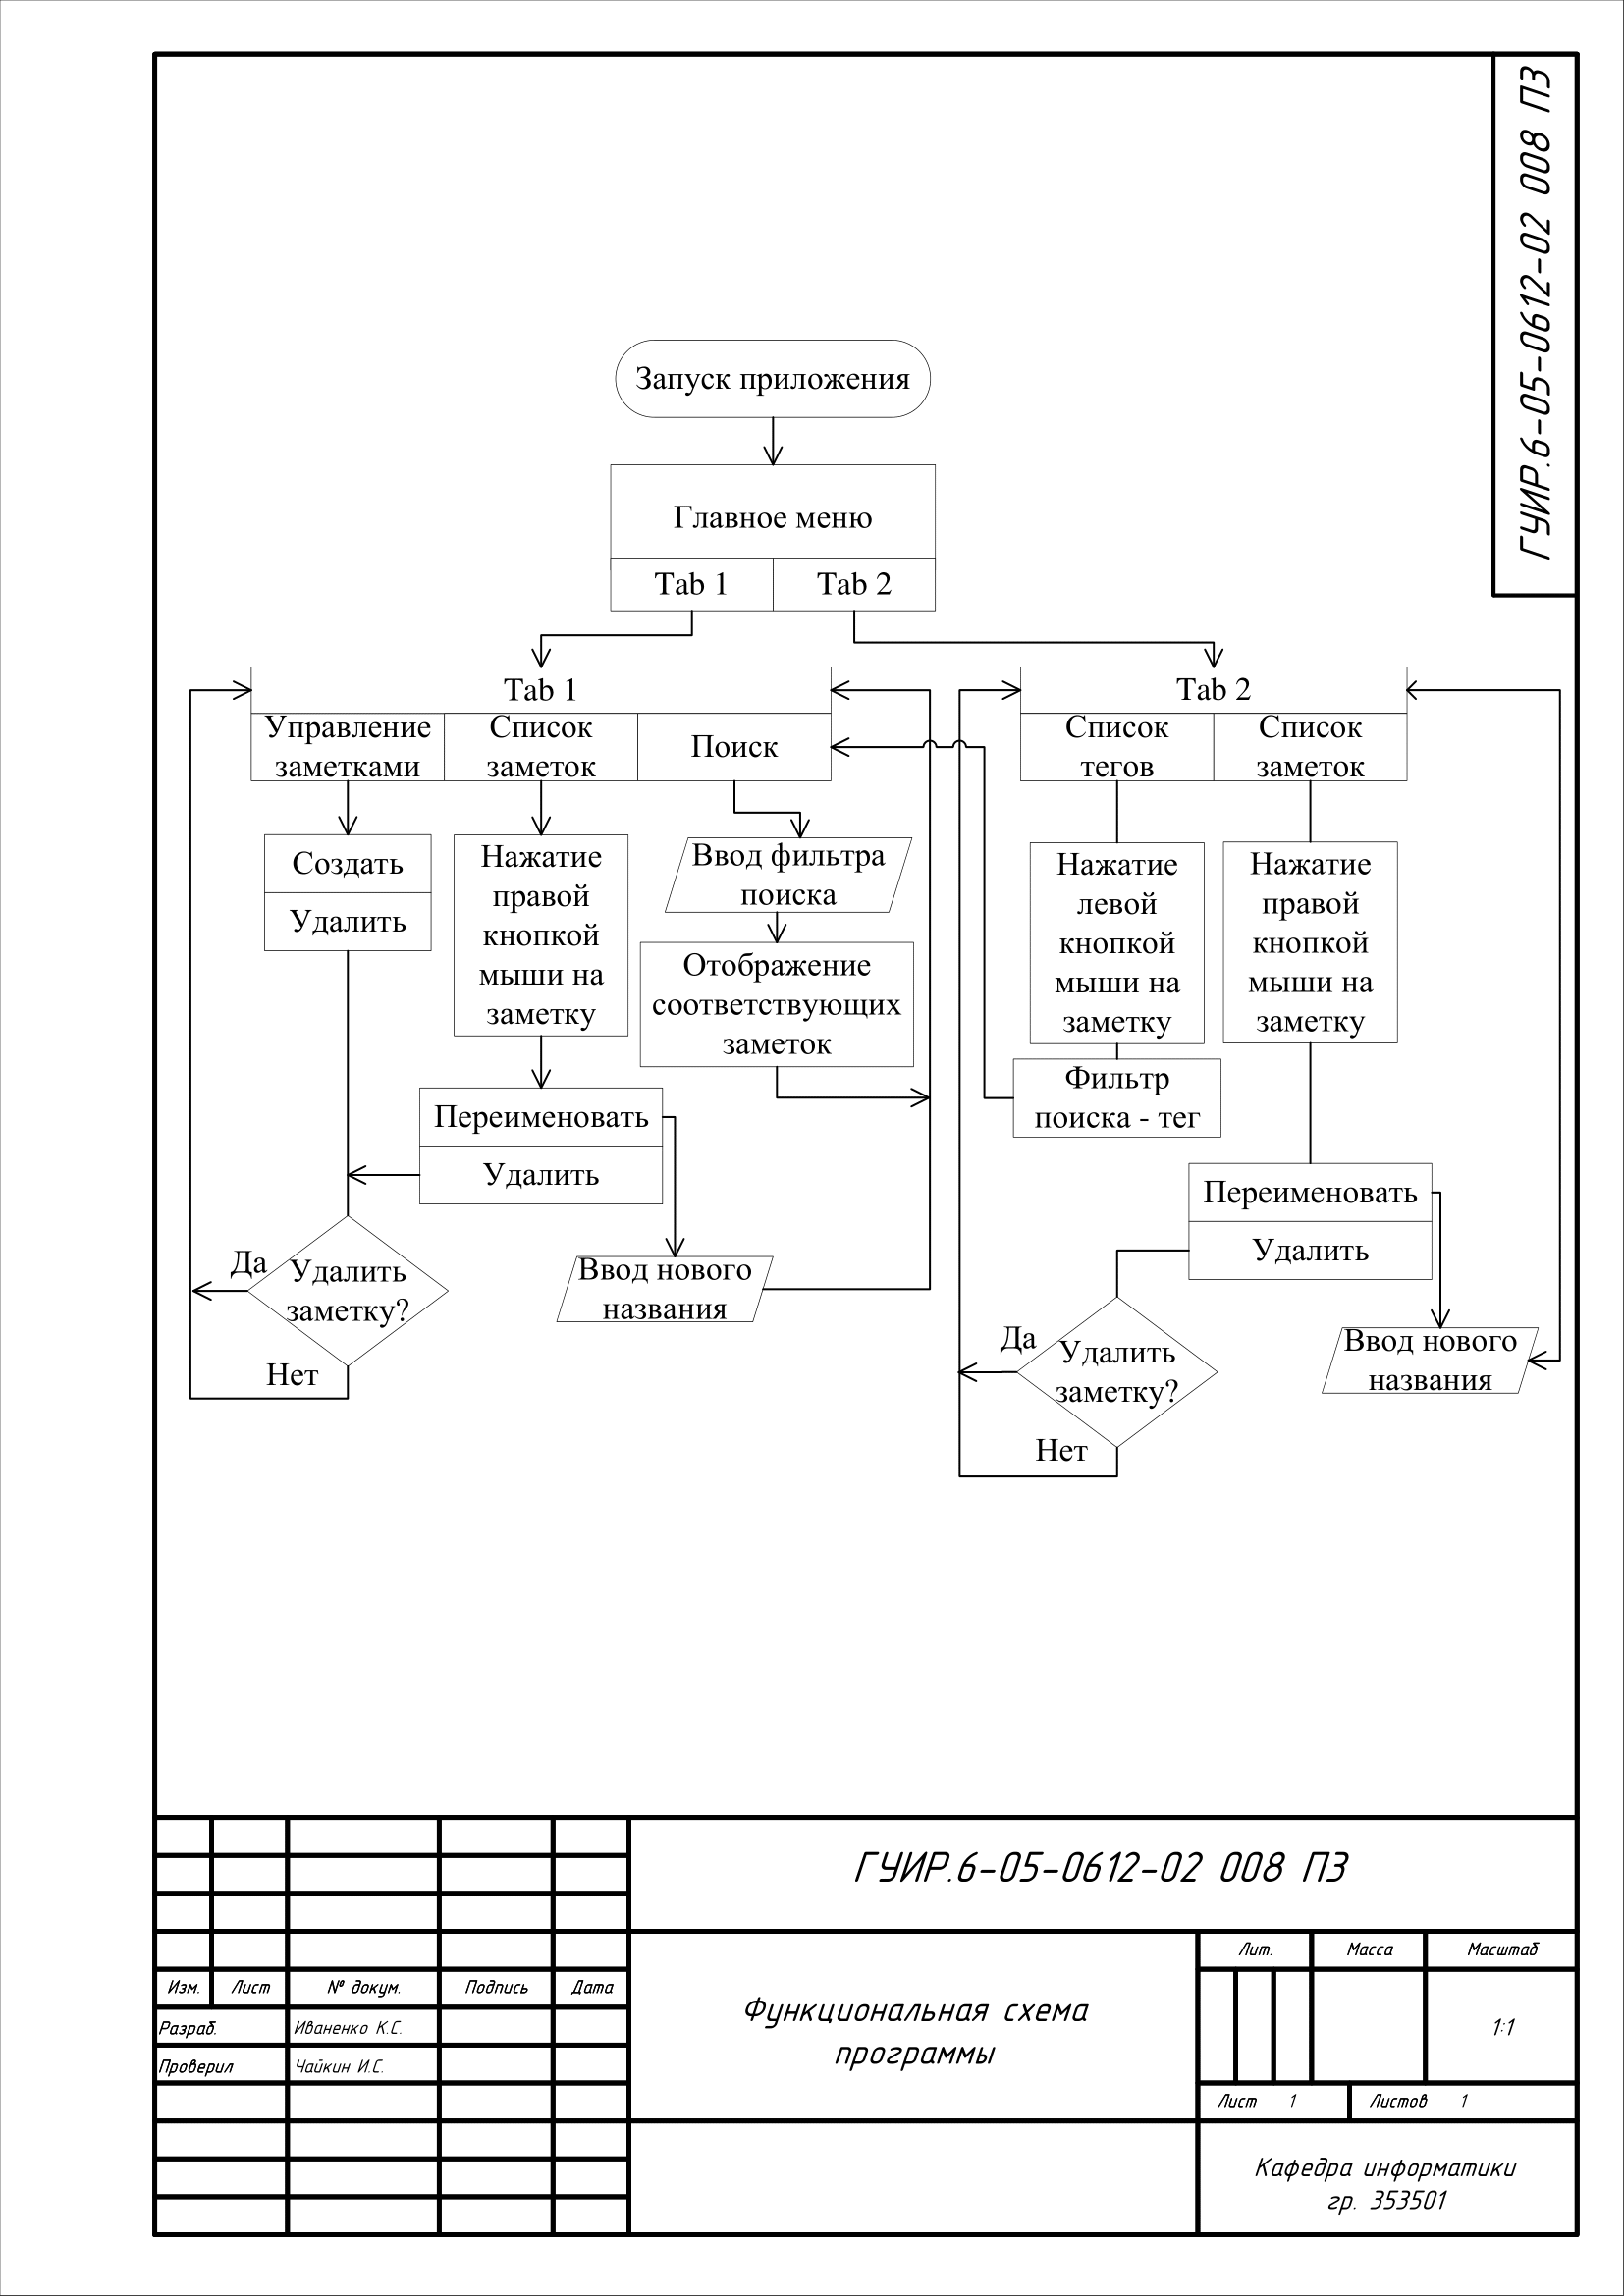 ГУИР.6-05-0612-02 008 ПЗ
Запуск приложения
Главное меню
Tab 1
Tab 2
Tab 1
Управление
заметками
Список
заметок
Поиск
Tab 2
Список
тегов
Список
заметок
Создать
Удалить
Нажатие
правой
кнопкой
мыши на
заметку
Ввод фильтра
поиска
Отображение
соответствующих
заметок
Нажатие
левой
кнопкой
мыши на
заметку
Нажатие
правой
кнопкой
мыши на
заметку
Фильтр
поиска - тег
Переименовать
Удалить
Переименовать
Удалить
Да
Удалить
заметку?
Нет
Ввод нового
названия
Да
Удалить
заметку?
Нет
Ввод нового
названия
ГУИР.6-05-0612-02 008 ПЗ
Изм.
Лист
№ докум.
Подпись
Дата
Разраб.
Иваненко К.С.
Проверил
Чайкин И.С.
Функциональная схема
программы
Лит.
Масса
Масштаб
1:1
Лист 1
Листов 1
Кафедра информатики
гр. 353501